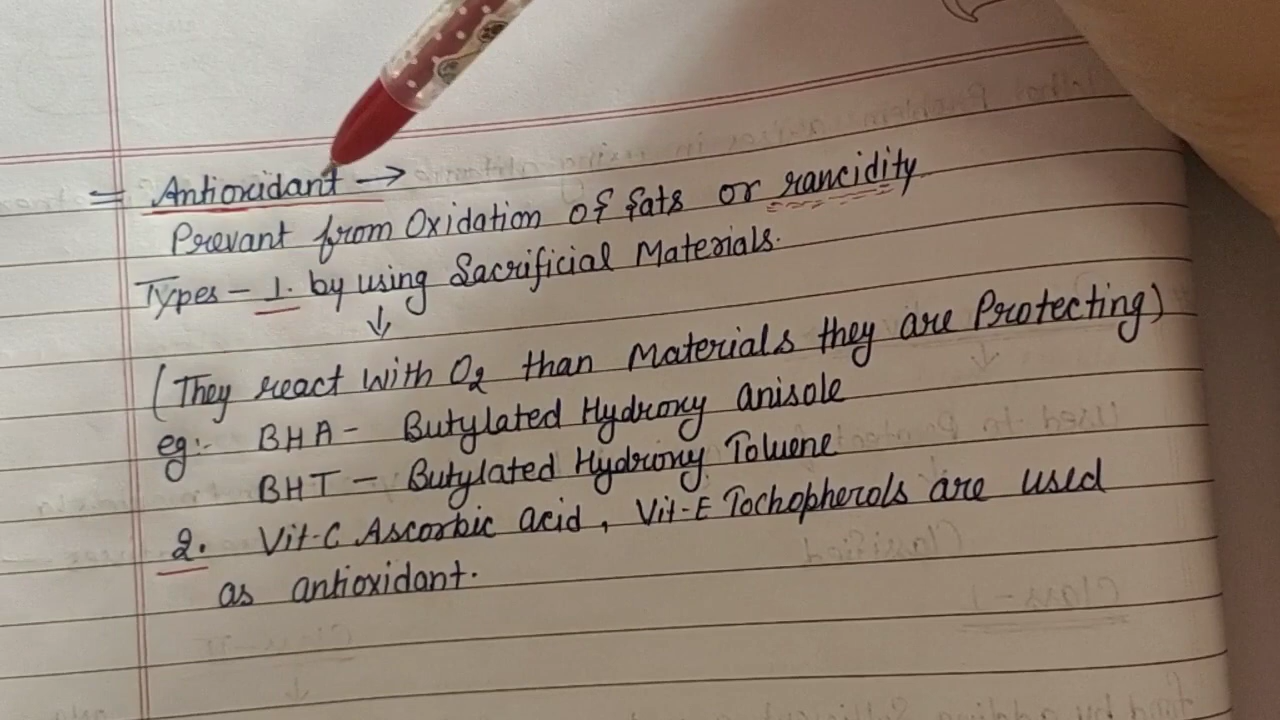 = Antioxidant →
Prevant from Oxidation of fats or rancidity
Types - 1. by using Sacrificial Materials.
↓
(They react with O2 than Materials they are Protecting)
eg:- BHA - Butylated Hydroxy anisole
BHT - Butylated Hydroxy Toluene
2. Vit-C Ascorbic acid, Vit-E Tochopherols are used
as antioxidant.